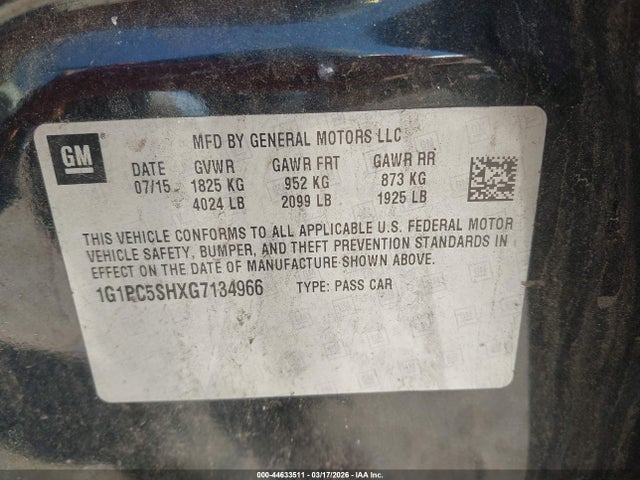 GM
MFD BY GENERAL MOTORS LLC
DATE GVWR GAWR FRT GAWR RR
07/15 1825 KG 952 KG 873 KG
4024 LB 2099 LB 1925 LB
THIS VEHICLE CONFORMS TO ALL APPLICABLE U.S. FEDERAL MOTOR
VEHICLE SAFETY, BUMPER, AND THEFT PREVENTION STANDARDS IN
EFFECT ON THE DATE OF MANUFACTURE SHOWN ABOVE.
1G1PC5SHXG7134966 TYPE: PASS CAR
000-44633511 - 03/17/2026 - IAA Inc.